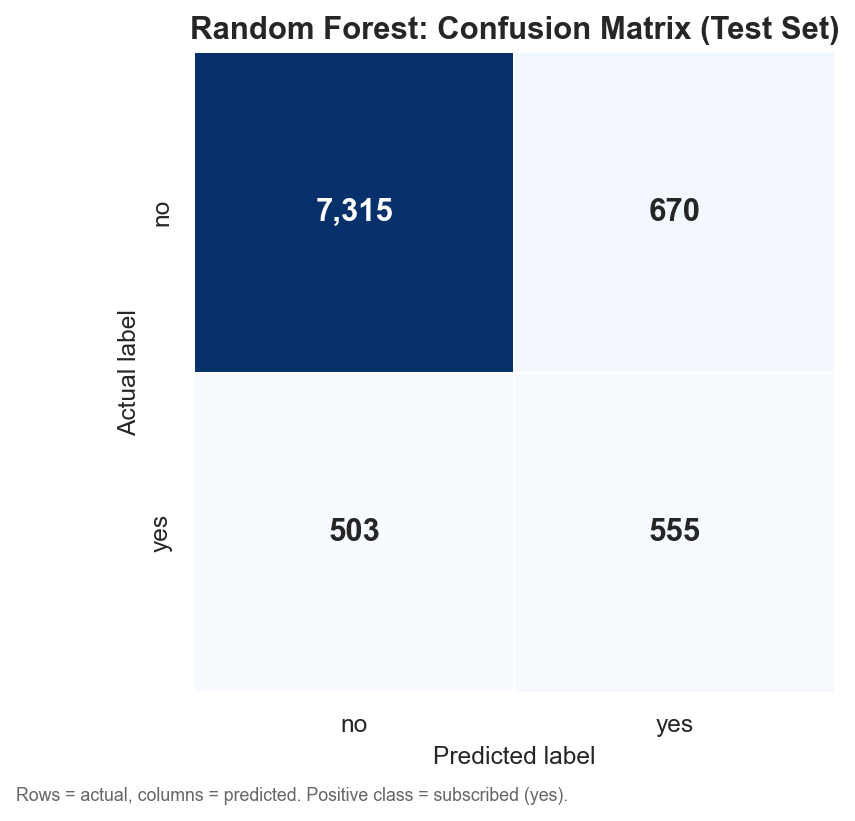 Random Forest: Confusion Matrix (Test Set)
Actual label
no
7,315
670
yes
503
555
no
yes
Predicted label
Rows = actual, columns = predicted. Positive class = subscribed (yes).